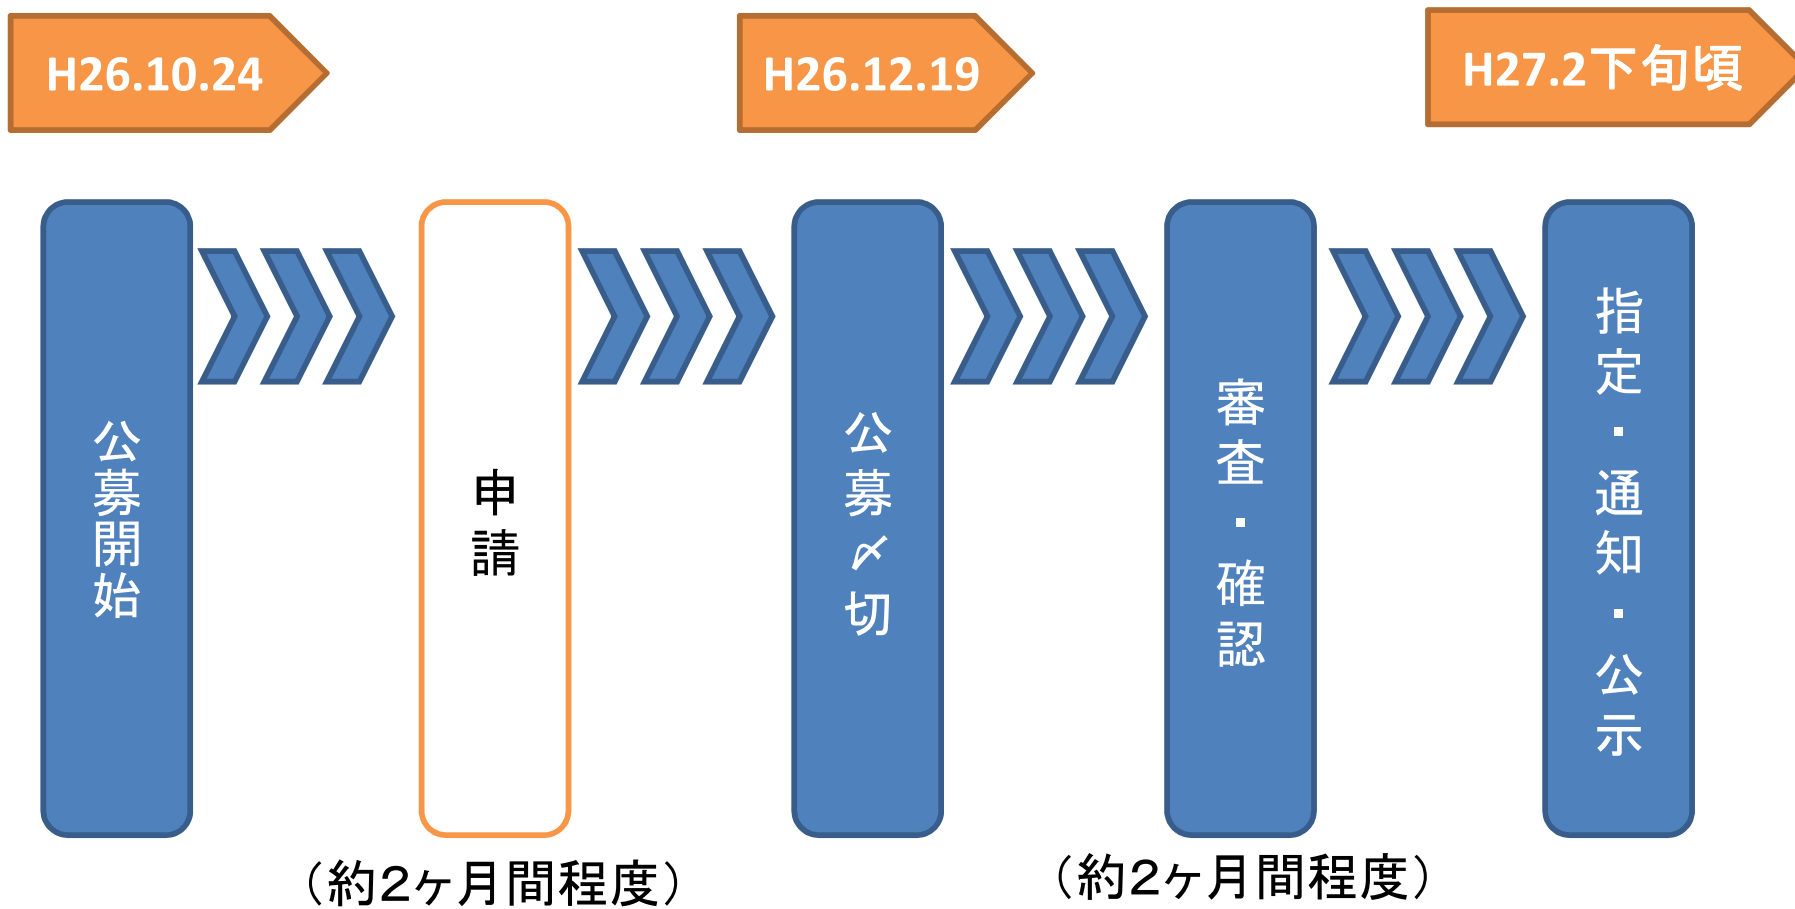 H26.10.24
H26.12.19
H27.2下旬頃
公募開始
申請
公募〆切
審査・確認
指定・通知・公示
（約2ヶ月間程度）
（約2ヶ月間程度）